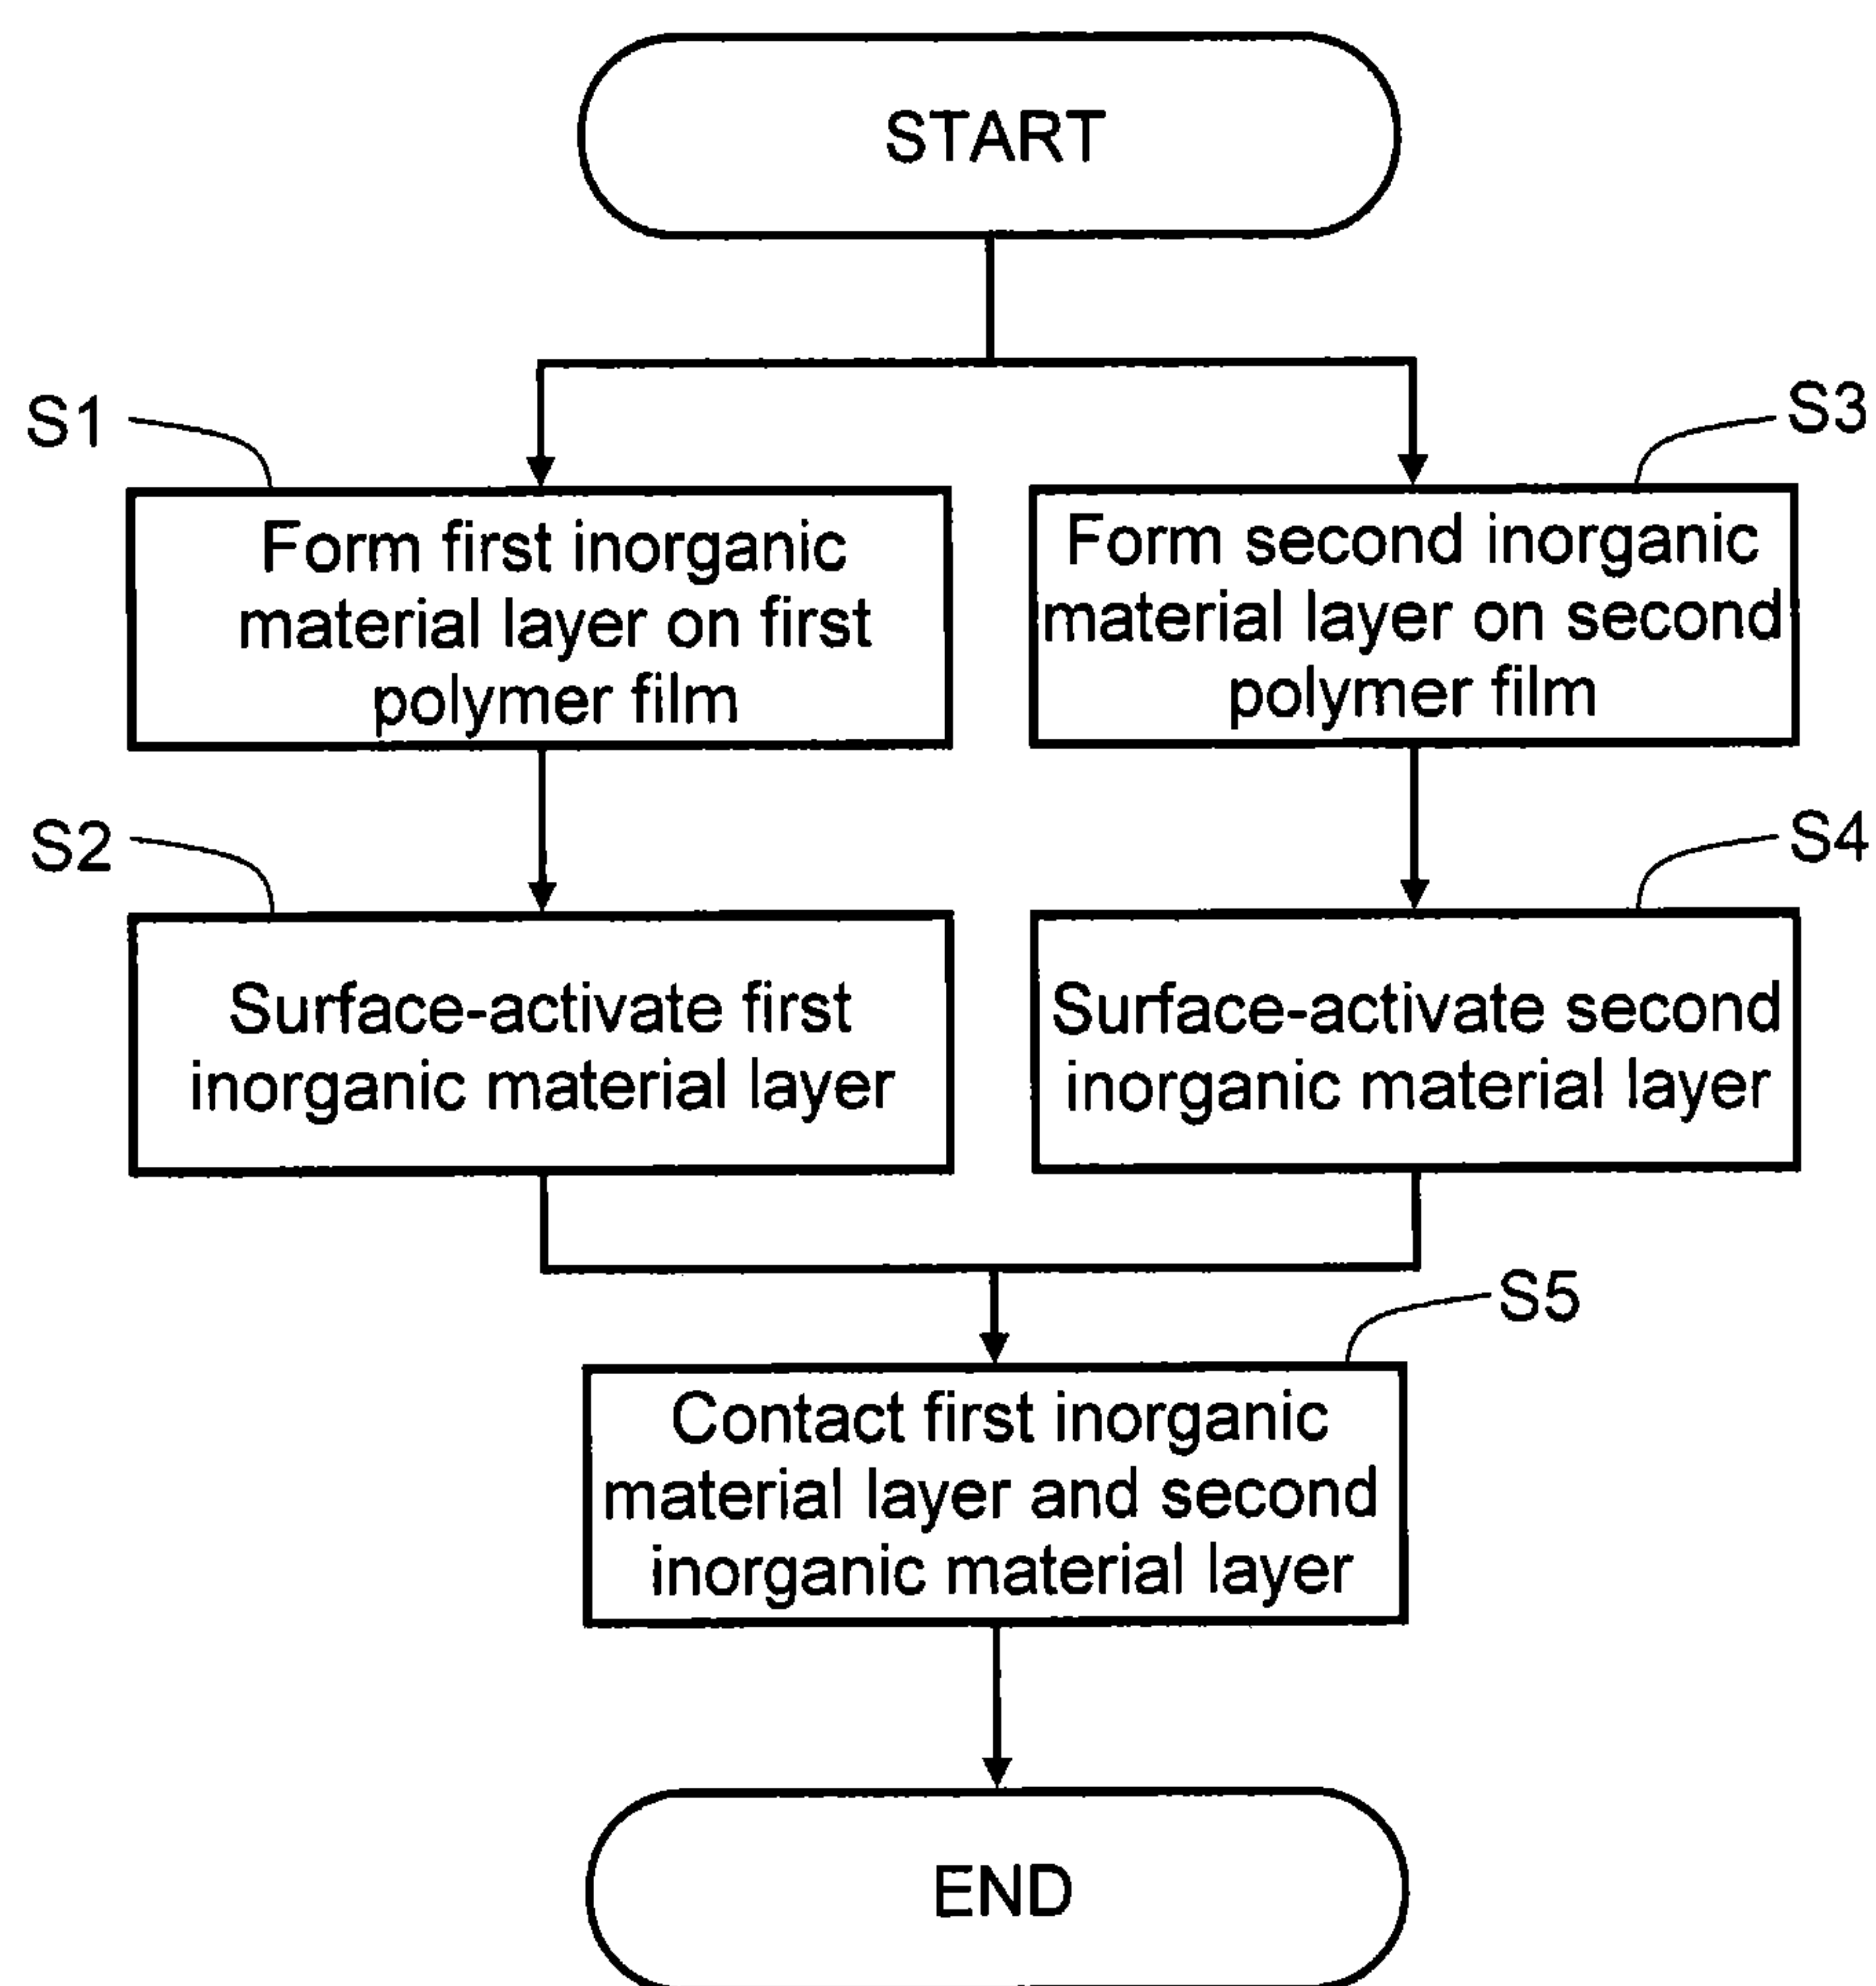 START
S1
Form first inorganic
material layer on first
polymer film
S3
Form second inorganic
material layer on second
polymer film
S2
Surface-activate first
inorganic material layer
S4
Surface-activate second
inorganic material layer
S5
Contact first inorganic
material layer and second
inorganic material layer
END